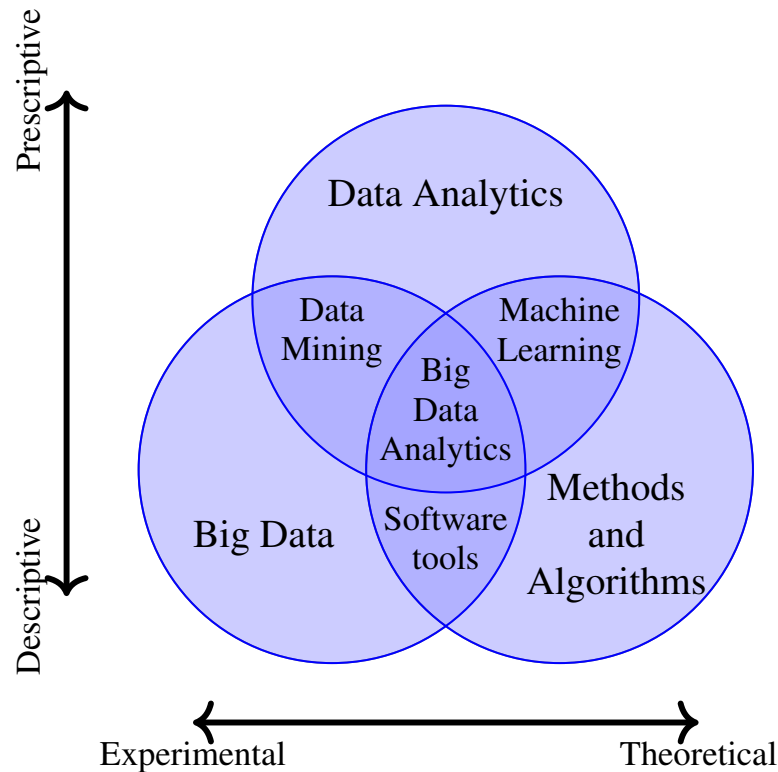 Prescriptive
Data Analytics
Data
Mining
Machine
Learning
Big
Data
Analytics
Big Data
Software
tools
Methods
and
Algorithms
Descriptive
Experimental
Theoretical